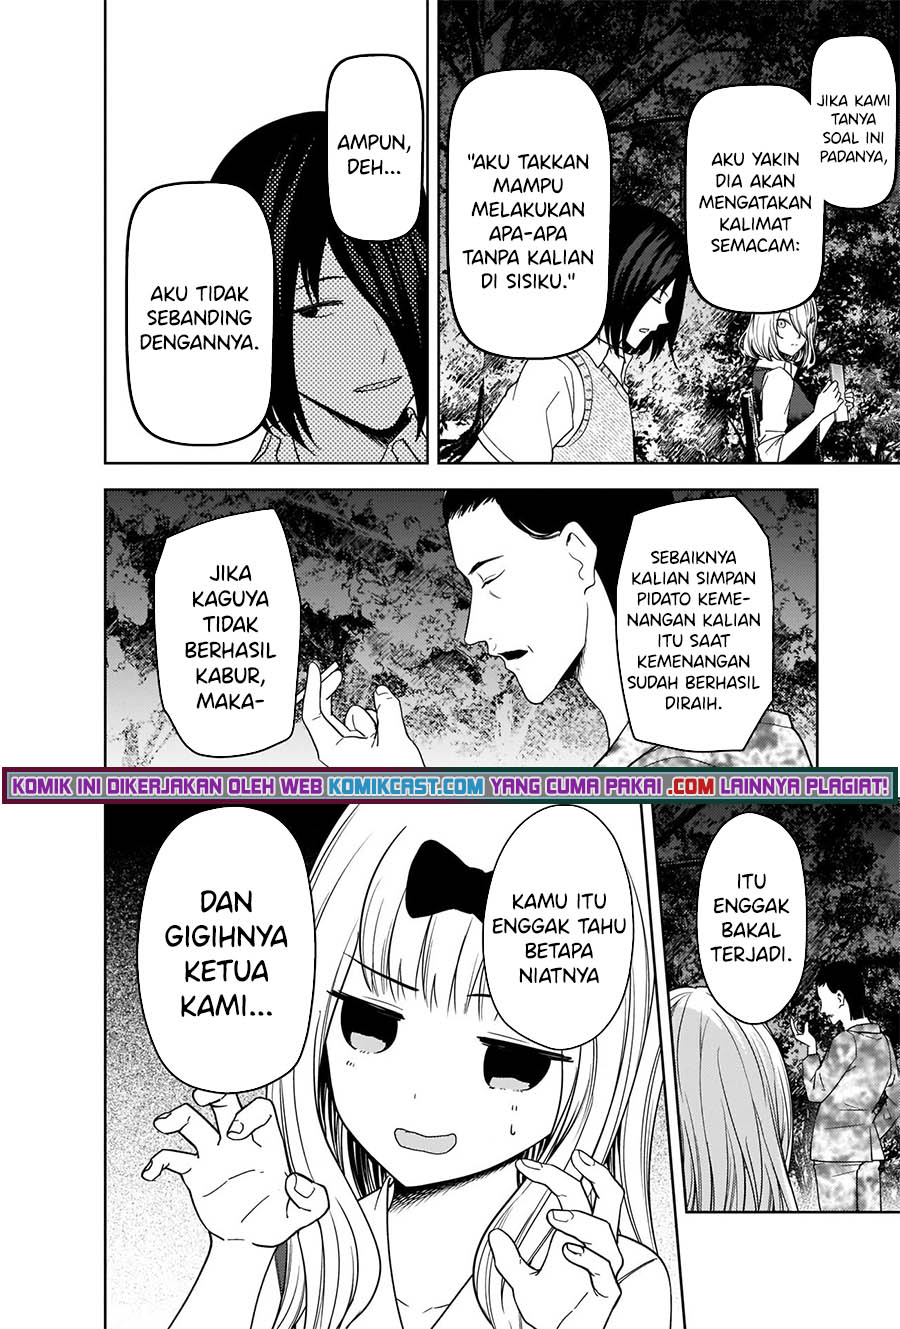 JIKA KAMI
TANYA
SOAL INI
PADANYA,
AKU YAKIN
DIA AKAN
MENGATAKAN
KALIMAT
SEMACAM:
"AKU TAKKAN
MAMPU
MELAKUKAN
APA-APA
TANPA KALIAN
DI SISIKU."
AMPUN,
DEH...
AKU TIDAK
SEBANDING
DENGANNYA.
SEBAIKNYA
KALIAN SIMPAN
PIDATO KEME-
NANGAN KALIAN
ITU SAAT
KEMENANGAN
SUDAH BERHASIL
DIRAIH.
JIKA
KAGUYA
TIDAK
BERHASIL
KABUR,
MAKA-
KOMIK INI DIKERJAKAN OLEH WEB KOMIKCAST.COM YANG CUMA PAKAI .COM LAINNYA PLAGIAT!
ITU
ENGGAK
BAKAL
TERJADI.
KAMU ITU
ENGGAK TAHU
BETAPA
NIATNYA
DAN
GIGIHNYA
KETUA
KAMI...